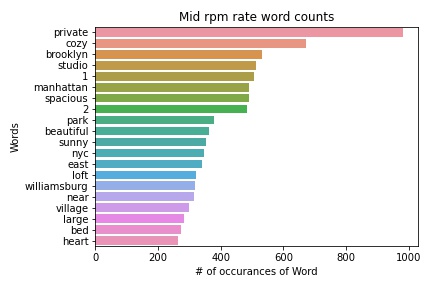 Mid rpm rate word counts
private
cozy
brooklyn
studio
1
manhattan
spacious
2
park
beautiful
sunny
nyc
east
loft
williamsburg
near
village
large
bed
heart
Words
0 200 400 600 800 1000
# of occurances of Word